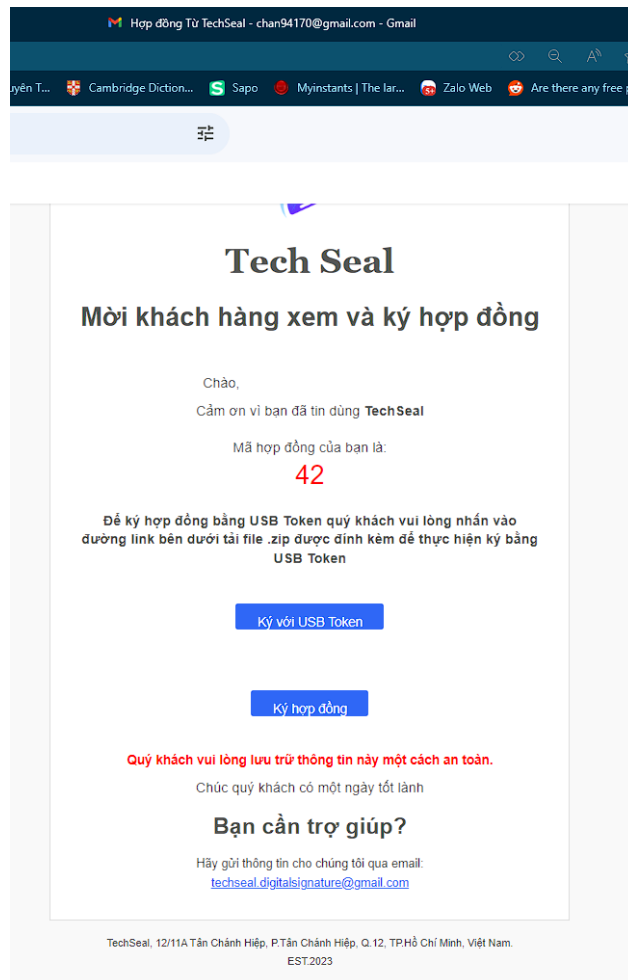 Hợp đồng Từ TechSeal - chan94170@gmail.com - Gmail
uyên T... Cambridge Diction... Sapo Myinstants | The lar... Zalo Web Are there any free
Tech Seal
Mời khách hàng xem và ký hợp đồng
Chào,
Cảm ơn vì bạn đã tin dùng TechSeal
Mã hợp đồng của bạn là:
42
Để ký hợp đồng bằng USB Token quý khách vui lòng nhấn vào
đường link bên dưới tải file .zip được đính kèm để thực hiện ký bằng
USB Token
Ký với USB Token
Ký hợp đồng
Quý khách vui lòng lưu trữ thông tin này một cách an toàn.
Chúc quý khách có một ngày tốt lành
Bạn cần trợ giúp?
Hãy gửi thông tin cho chúng tôi qua email:
techseal.digitalsignature@gmail.com
TechSeal, 12/11A Tân Chánh Hiệp, P.Tân Chánh Hiệp, Q.12, TP.Hồ Chí Minh, Việt Nam.
EST.2023